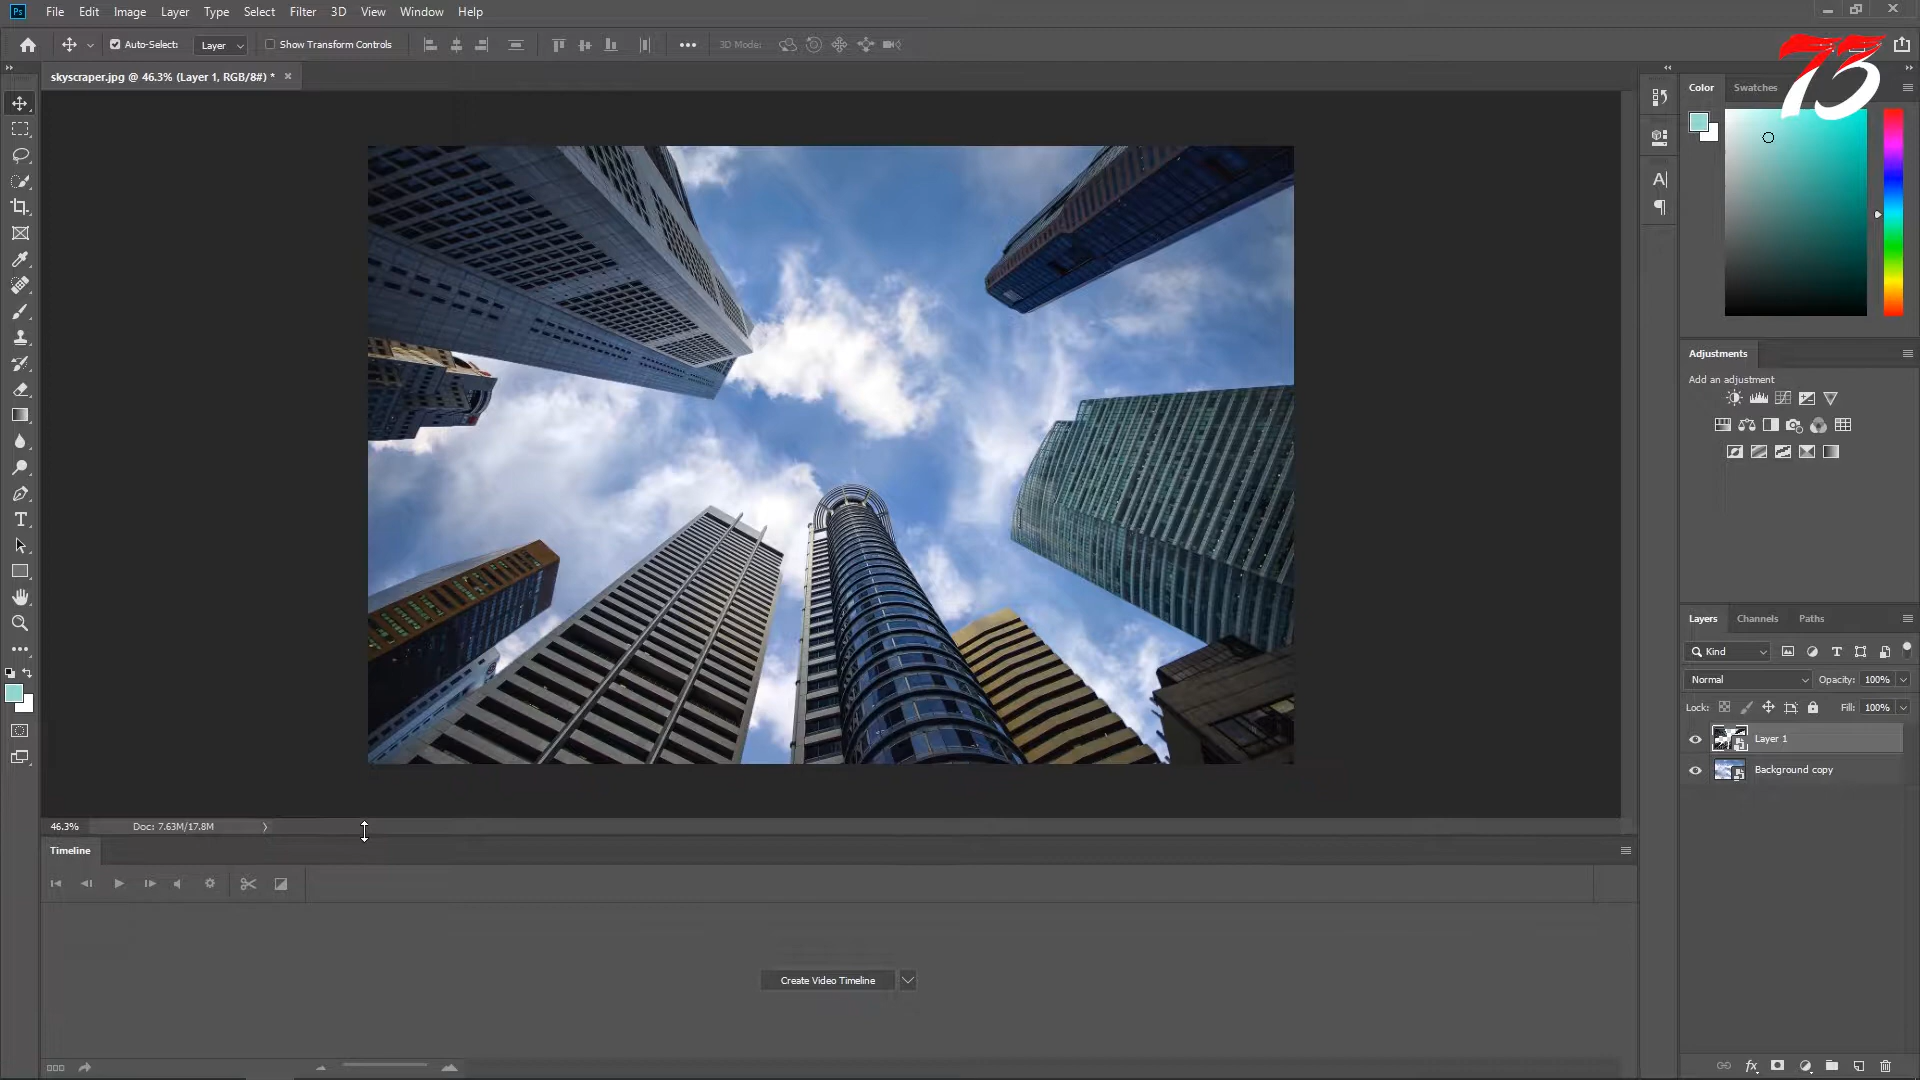 Ps File Edit Image Layer Type Select Filter 3D View Window Help
Auto-Select: Layer Show Transform Controls 3D Mode:
73
skyscraper.jpg @ 46.3% (Layer 1, RGB/8#) *
Color Swatches
Adjustments
Add an adjustment
Layers Channels Paths
Kind
Normal Opacity: 100%
Lock: Fill: 100%
Layer 1
Background copy
46.3% Doc: 7.63M/17.8M
Timeline
Create Video Timeline